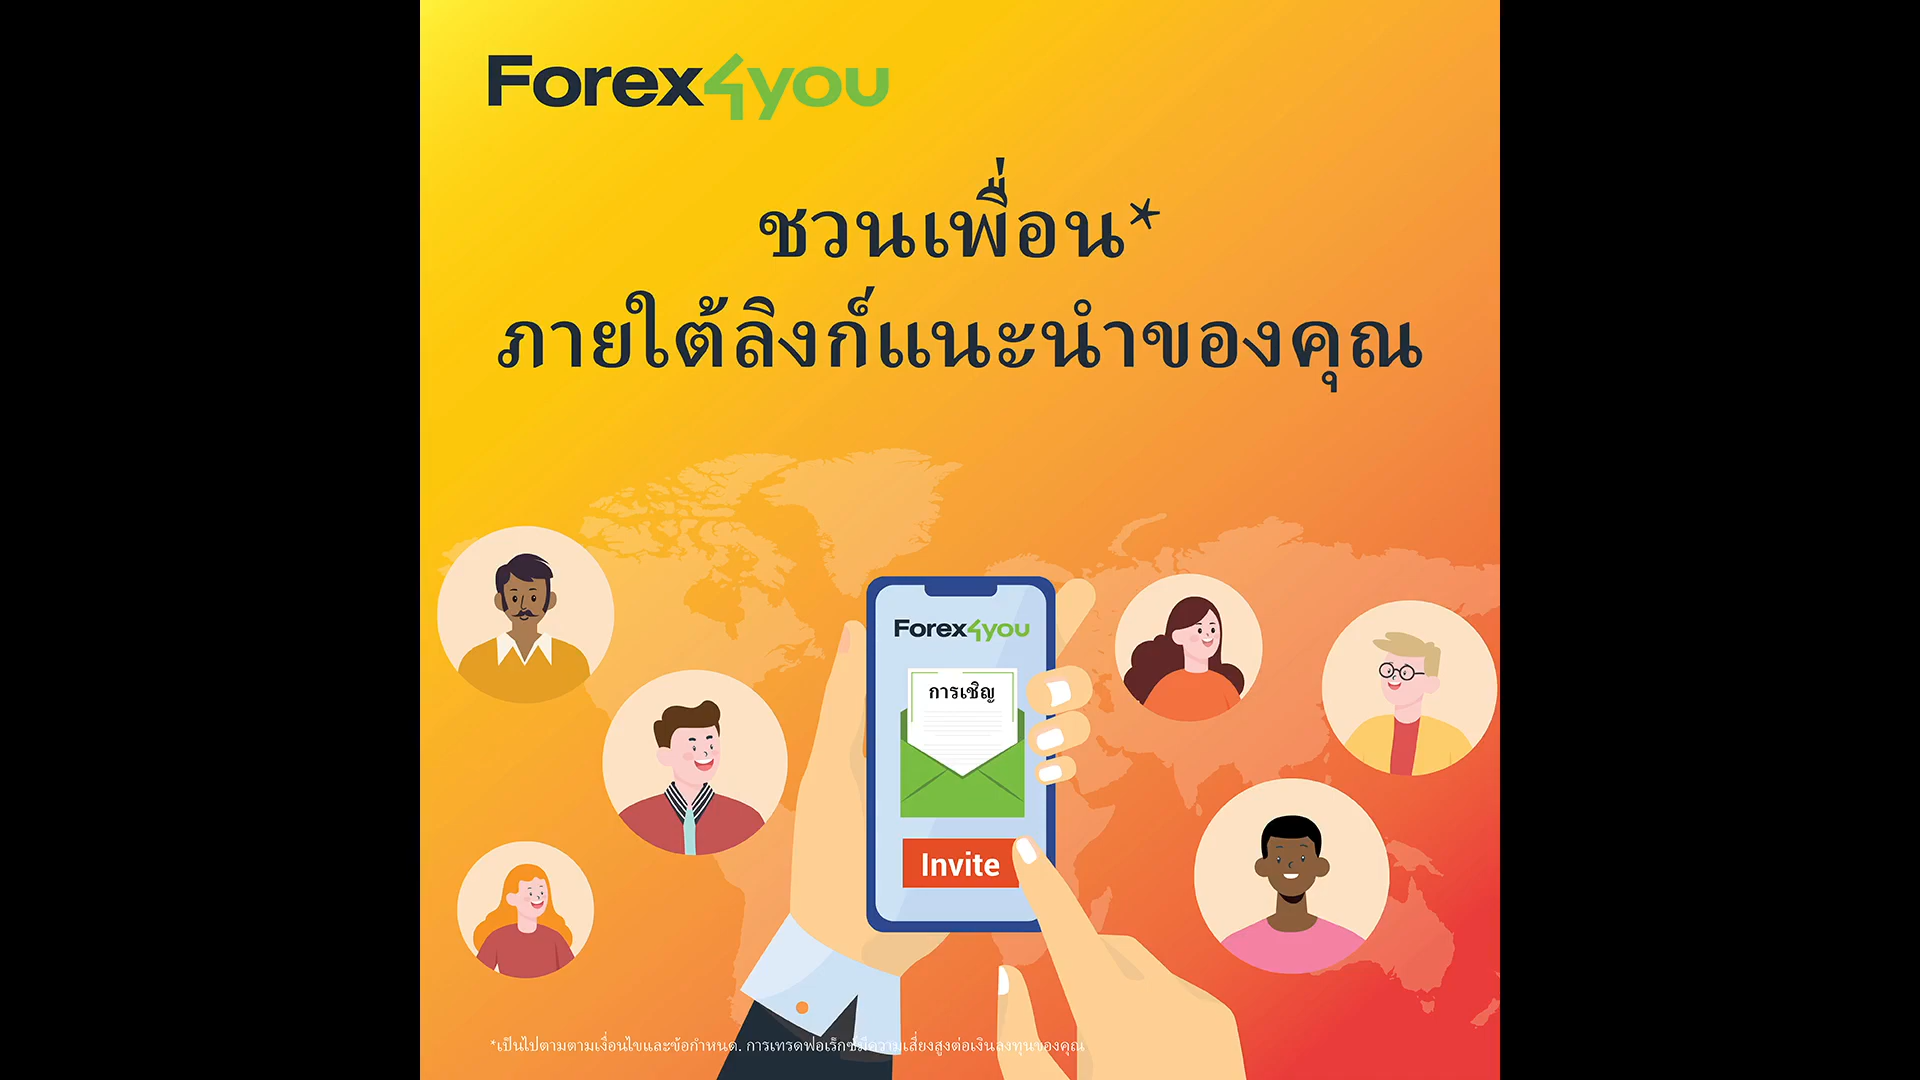 Forex4you
ชวนเพื่อน*
ภายใต้ลิงก์แนะนำของคุณ
Forex4you
การเชิญ
Invite
*เป็นไปตามตามเงื่อนไขและข้อกำหนด. การเทรดฟอเร็กซ์มีความเสี่ยงสูงต่อเงินลงทุนของคุณ